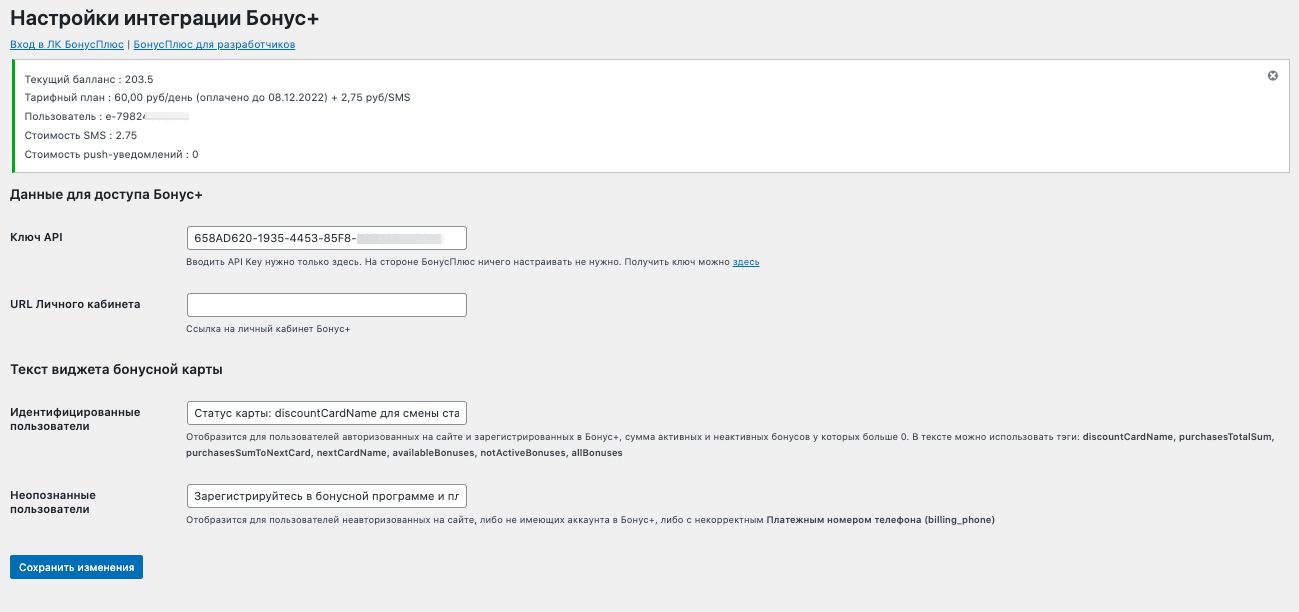 Настройки интеграции Бонус+
Вход в ЛК БонусПлюс | БонусПлюс для разработчиков
Текущий балланс : 203.5
Тарифный план : 60,00 руб/день (оплачено до 08.12.2022) + 2,75 руб/SMS
Пользователь : e-7982
Стоимость SMS : 2.75
Стоимость push-уведомлений : 0
Данные для доступа Бонус+
Ключ API
658AD620-1935-4453-85F8-
Вводить API Key нужно только здесь. На стороне БонусПлюс ничего настраивать не нужно. Получить ключ можно здесь
URL Личного кабинета
Ссылка на личный кабинет Бонус+
Текст виджета бонусной карты
Идентифицированные
пользователи
Статус карты: discountCardName для смены ста
Отобразится для пользователей авторизованных на сайте и зарегистрированных в Бонус+, сумма активных и неактивных бонусов у которых больше 0. В тексте можно использовать тэги: discountCardName, purchasesTotalSum,
purchasesSumToNextCard, nextCardName, availableBonuses, notActiveBonuses, allBonuses
Неопознанные
пользователи
Зарегистрируйтесь в бонусной программе и пл
Отобразится для пользователей неавторизованных на сайте, либо не имеющих аккаунта в Бонус+, либо с некорректным Платежным номером телефона (billing_phone)
Сохранить изменения